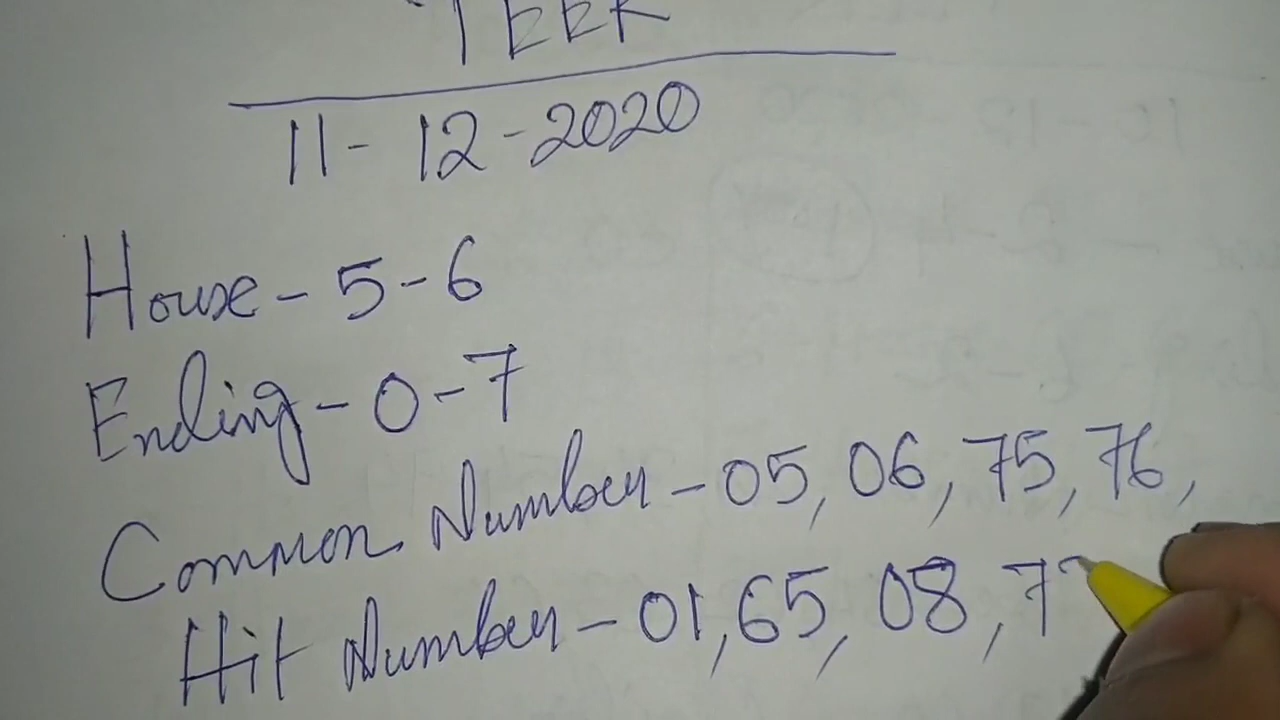 TEER
11-12-2020
House-5-6
Ending-0-7
Common Number-05,06,75,76,
Hit Number-01,65,08,7